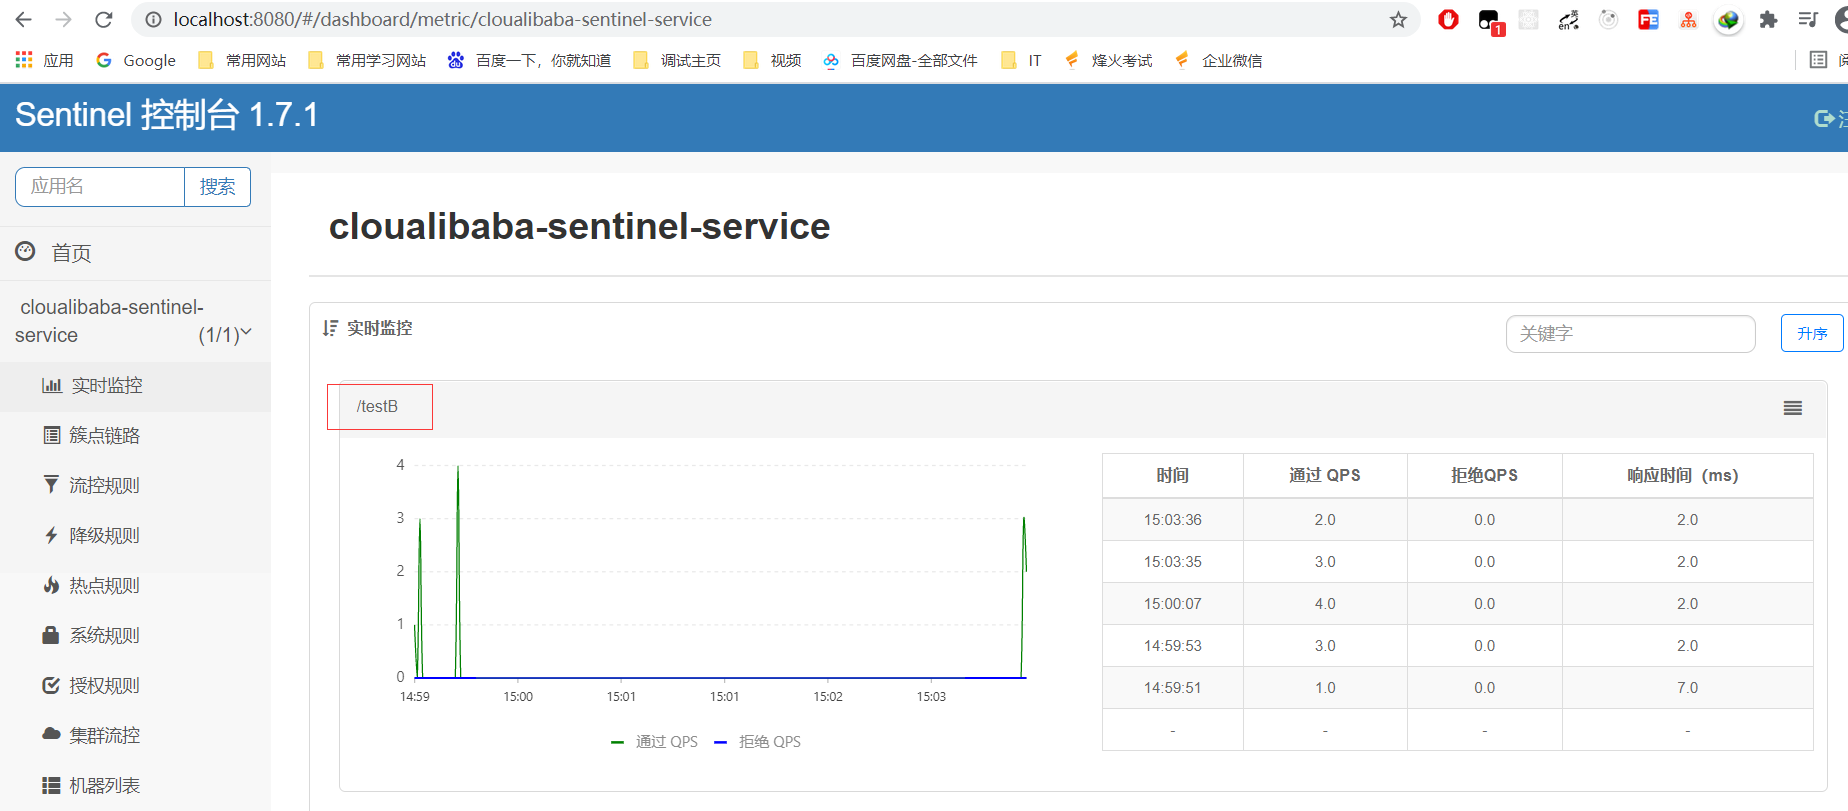 localhost:8080/#/dashboard/metric/cloualibaba-sentinel-service
1
英
en
FE
应用 Google 常用网站 常用学习网站 百度一下，你就知道 调试主页 视频 百度网盘-全部文件 IT 烽火考试 企业微信
Sentinel 控制台 1.7.1
应用名 搜索
首页
cloualibaba-sentinel-
service (1/1)
实时监控
簇点链路
流控规则
降级规则
热点规则
系统规则
授权规则
集群流控
机器列表
cloualibaba-sentinel-service
实时监控 关键字 升序
/testB
4
3
2
1
0
14:59 15:00 15:01 15:01 15:02 15:03
通过 QPS 拒绝 QPS
时间 通过 QPS 拒绝QPS 响应时间（ms）
15:03:36 2.0 0.0 2.0
15:03:35 3.0 0.0 2.0
15:00:07 4.0 0.0 2.0
14:59:53 3.0 0.0 2.0
14:59:51 1.0 0.0 7.0
- - - -